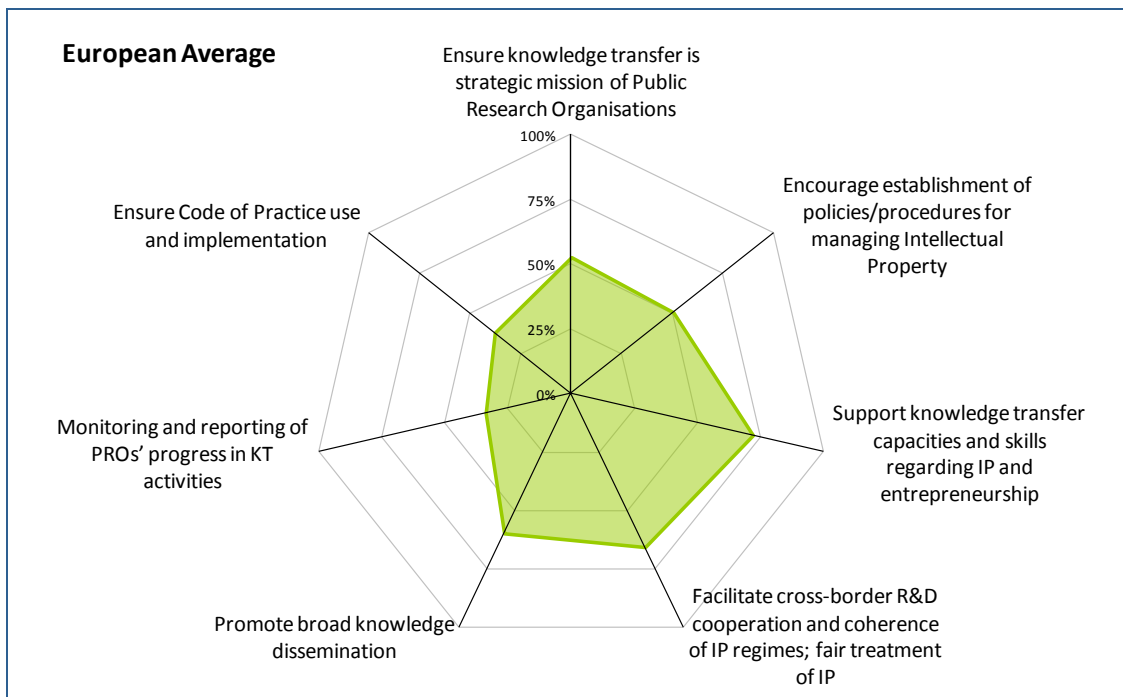 European Average
Ensure knowledge transfer is
strategic mission of Public
Research Organisations
100%
75%
50%
25%
0%
Encourage establishment of
policies/procedures for
managing Intellectual
Property
Support knowledge transfer
capacities and skills
regarding IP and
entrepreneurship
Facilitate cross-border R&D
cooperation and coherence
of IP regimes; fair treatment
of IP
Promote broad knowledge
dissemination
Monitoring and reporting of
PROs’ progress in KT
activities
Ensure Code of Practice use
and implementation